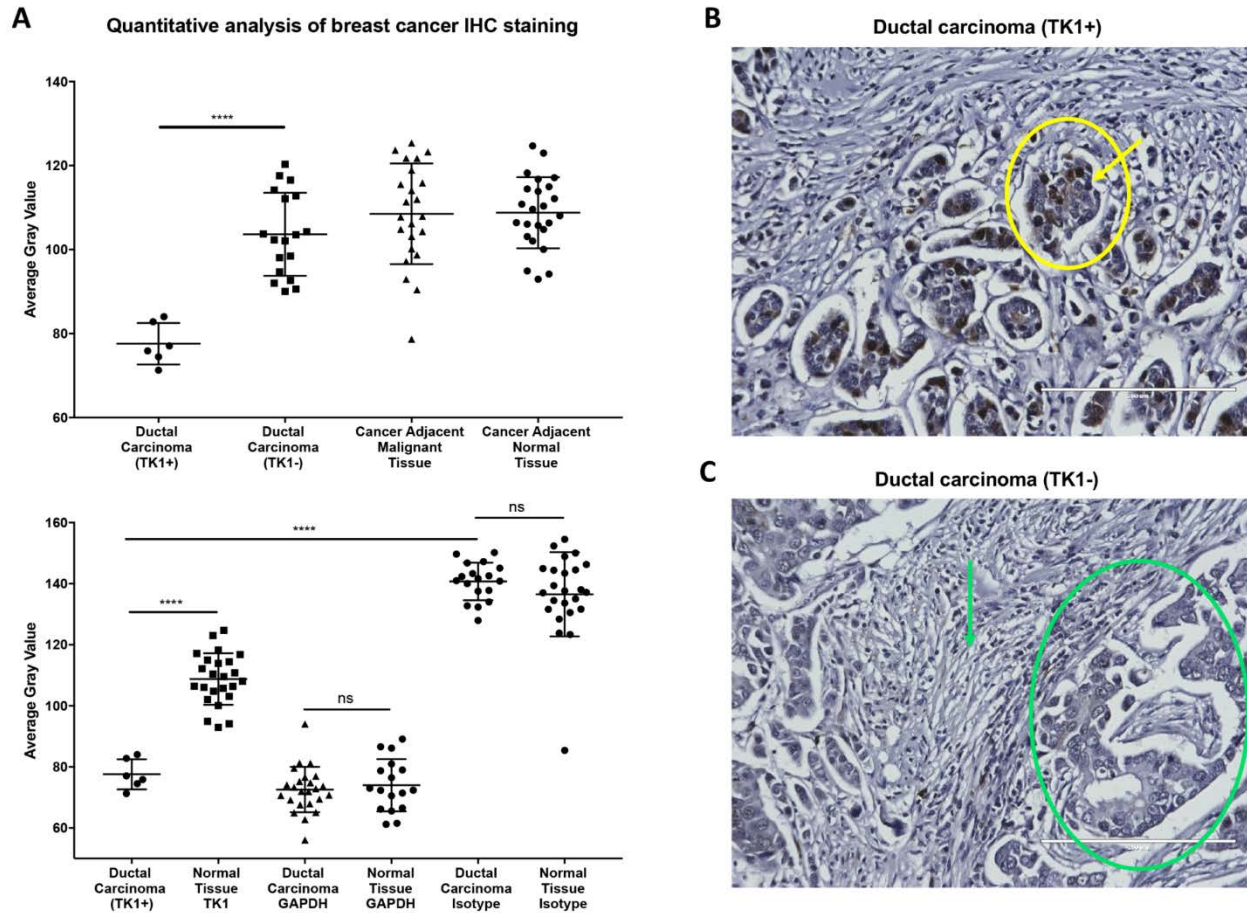 A
Quantitative analysis of breast cancer IHC staining
Average Gray Value
140
120
100
80
60
****
Ductal
Carcinoma
(TK1+)
Ductal
Carcinoma
(TK1-)
Cancer Adjacent
Malignant
Tissue
Cancer Adjacent
Normal
Tissue
Average Gray Value
160
140
120
100
80
60
****
****
ns
ns
Ductal
Carcinoma
(TK1+)
Normal
Tissue
TK1
Ductal
Carcinoma
GAPDH
Normal
Tissue
GAPDH
Ductal
Carcinoma
Isotype
Normal
Tissue
Isotype
B
Ductal carcinoma (TK1+)
C
Ductal carcinoma (TK1-)